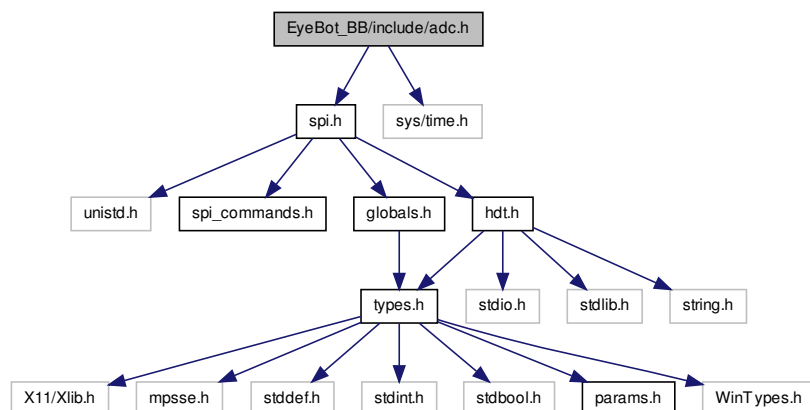 EyeBot_BB/include/adc.h
spi.h
sys/time.h
unistd.h
spi_commands.h
globals.h
hdt.h
types.h
stdio.h
stdlib.h
string.h
X11/Xlib.h
mpsse.h
stddef.h
stdint.h
stdbool.h
params.h
WinTypes.h